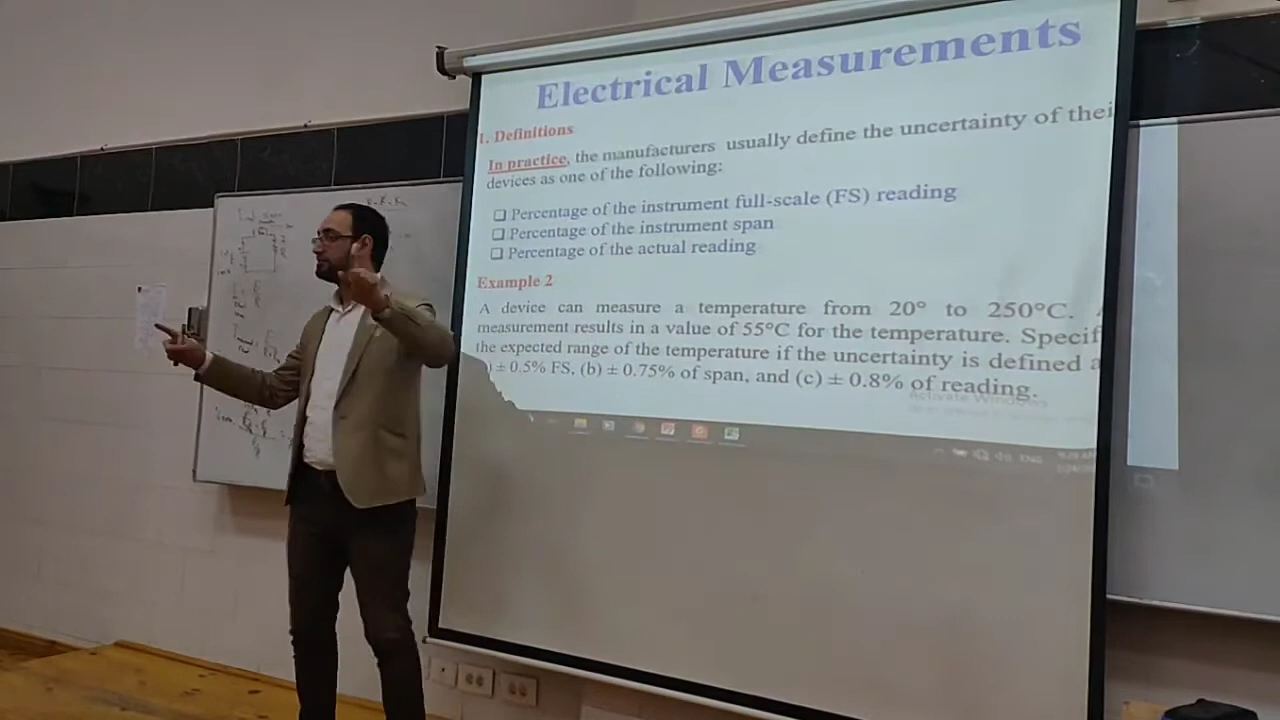 Electrical Measurements
1. Definitions
In practice, the manufacturers usually define the uncertainty of thei
devices as one of the following:
❑ Percentage of the instrument full-scale (FS) reading
❑ Percentage of the instrument span
❑ Percentage of the actual reading
Example 2
A device can measure a temperature from 20° to 250°C.
measurement results in a value of 55°C for the temperature. Specif
the expected range of the temperature if the uncertainty is defined a
) ± 0.5% FS, (b) ± 0.75% of span, and (c) ± 0.8% of reading.
Activate Windows
ENG